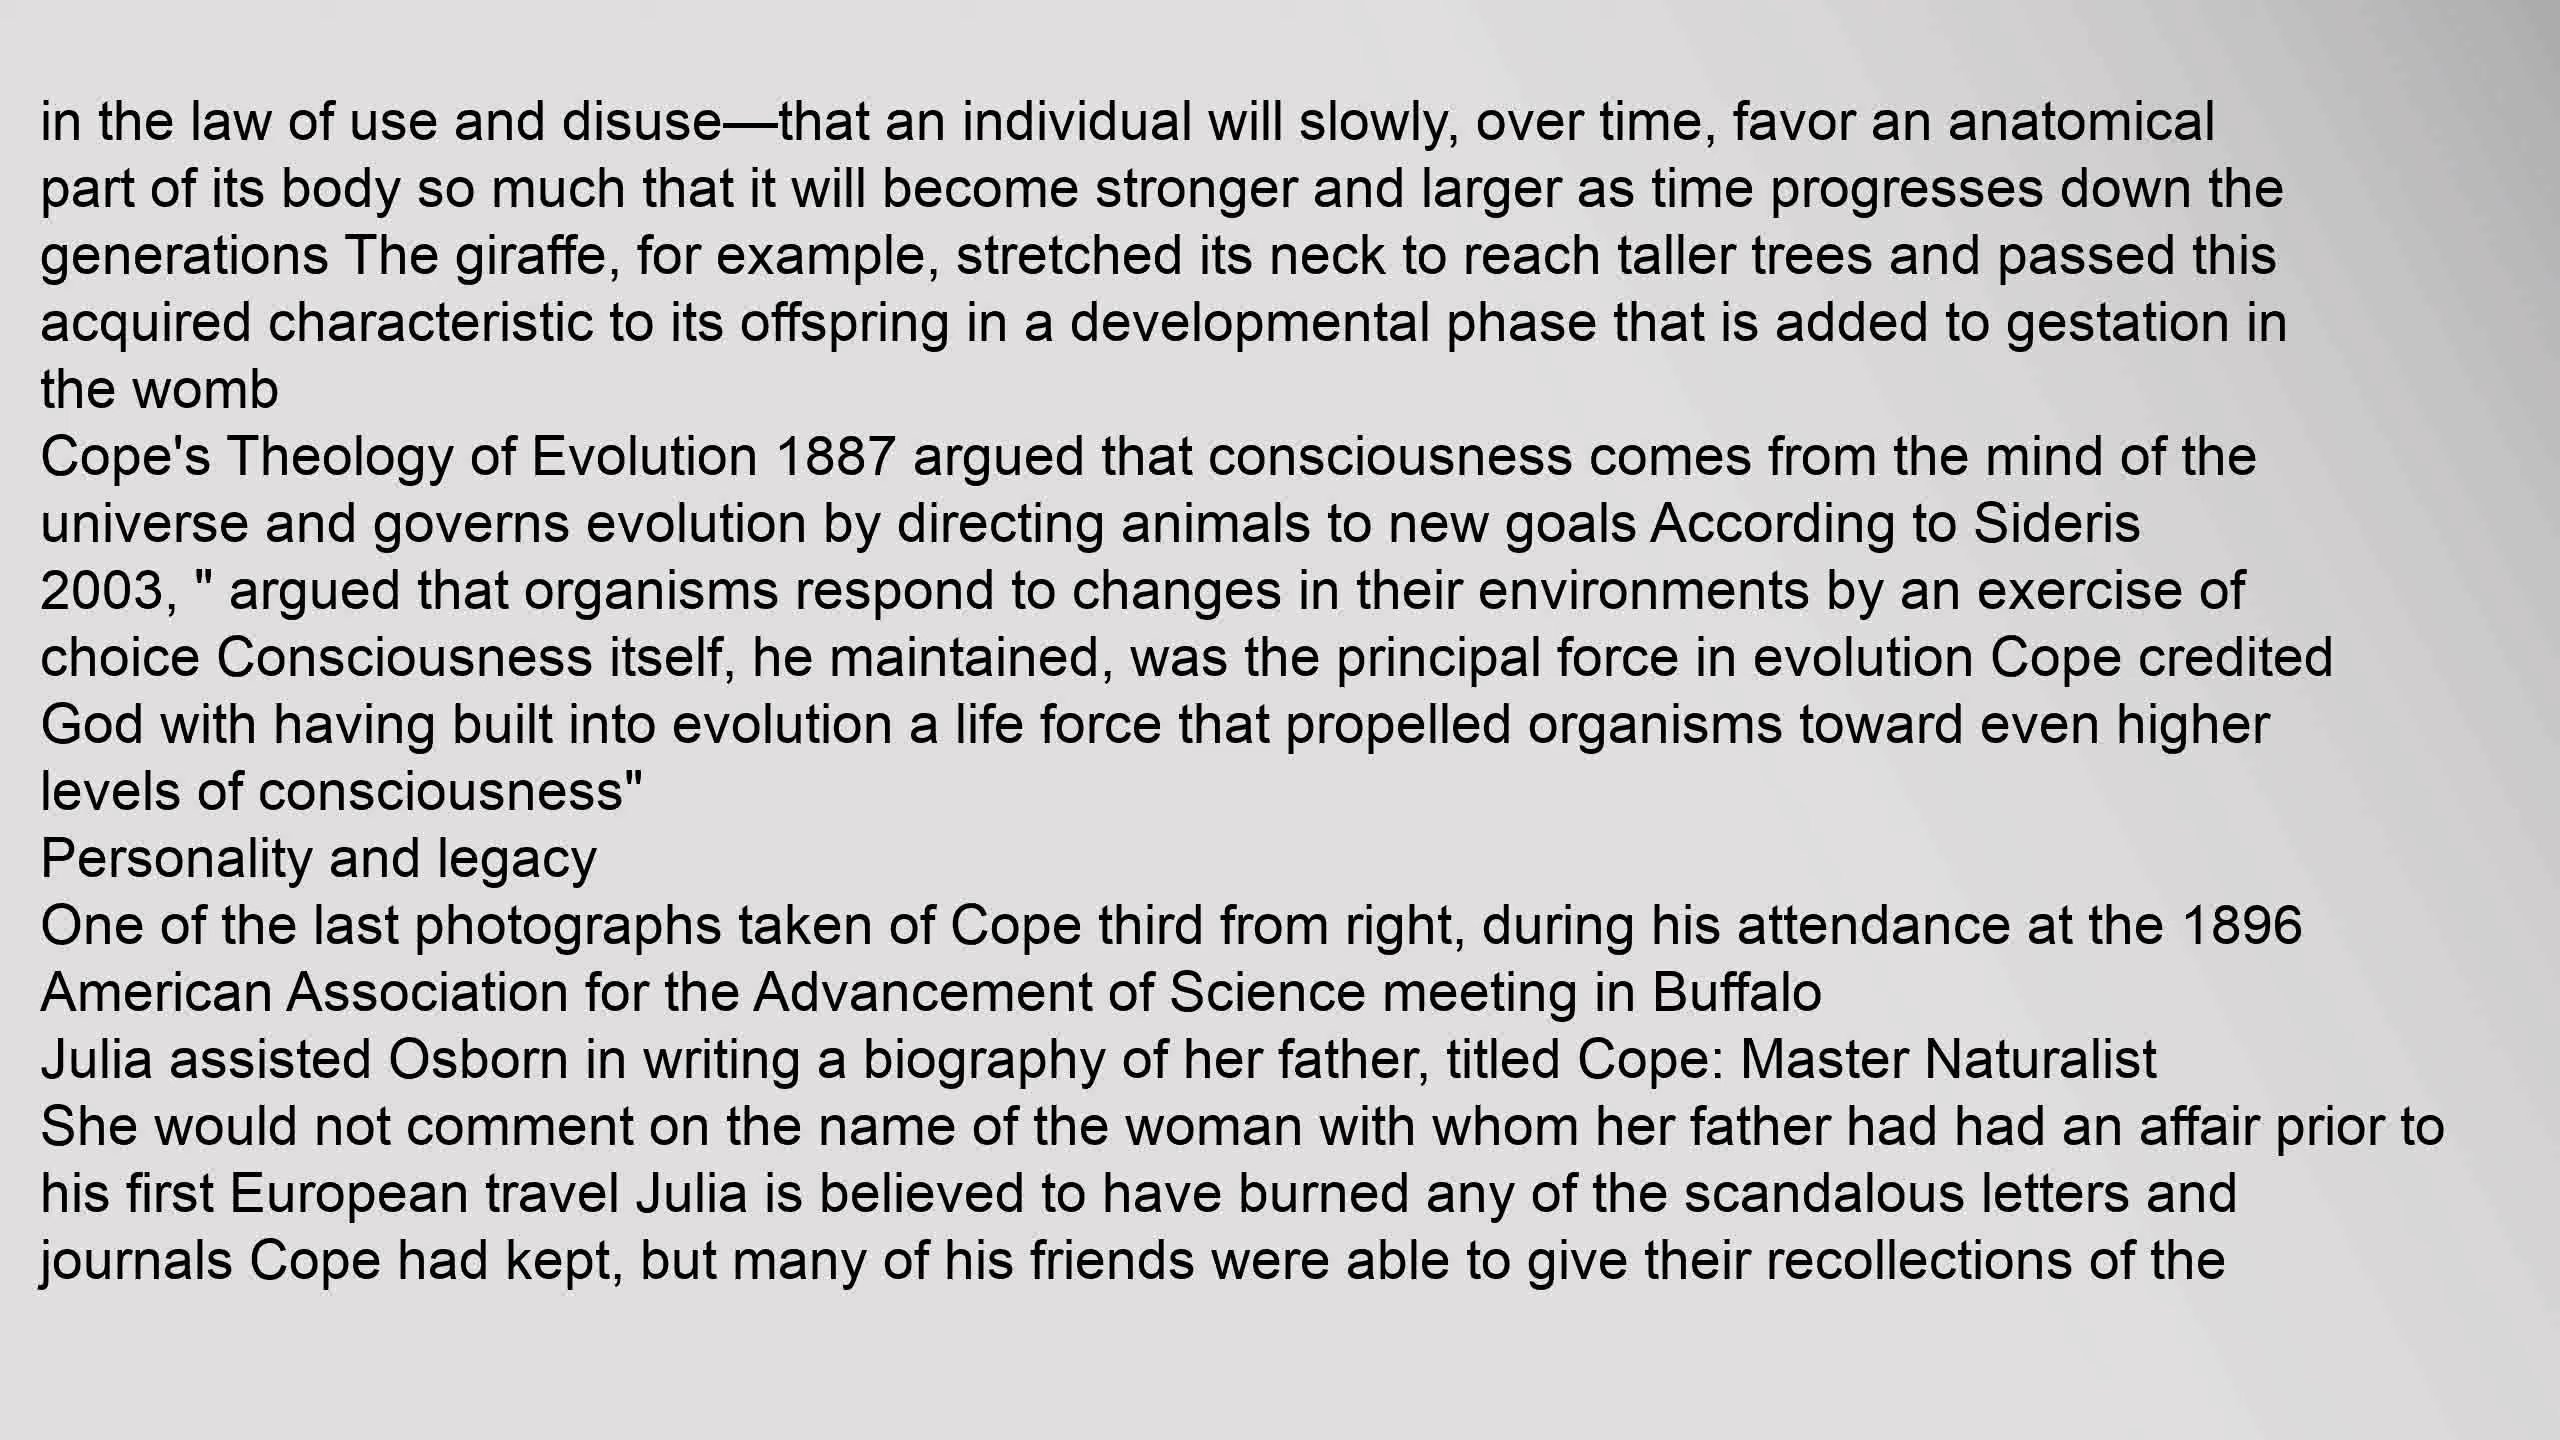 in the law of use and disuse—that an individual will slowly, over time, favor an anatomical
part of its body so much that it will become stronger and larger as time progresses down the
generations The giraffe, for example, stretched its neck to reach taller trees and passed this
acquired characteristic to its offspring in a developmental phase that is added to gestation in
the womb
Cope's Theology of Evolution 1887 argued that consciousness comes from the mind of the
universe and governs evolution by directing animals to new goals According to Sideris
2003, " argued that organisms respond to changes in their environments by an exercise of
choice Consciousness itself, he maintained, was the principal force in evolution Cope credited
God with having built into evolution a life force that propelled organisms toward even higher
levels of consciousness"
Personality and legacy
One of the last photographs taken of Cope third from right, during his attendance at the 1896
American Association for the Advancement of Science meeting in Buffalo
Julia assisted Osborn in writing a biography of her father, titled Cope: Master Naturalist
She would not comment on the name of the woman with whom her father had had an affair prior to
his first European travel Julia is believed to have burned any of the scandalous letters and
journals Cope had kept, but many of his friends were able to give their recollections of the